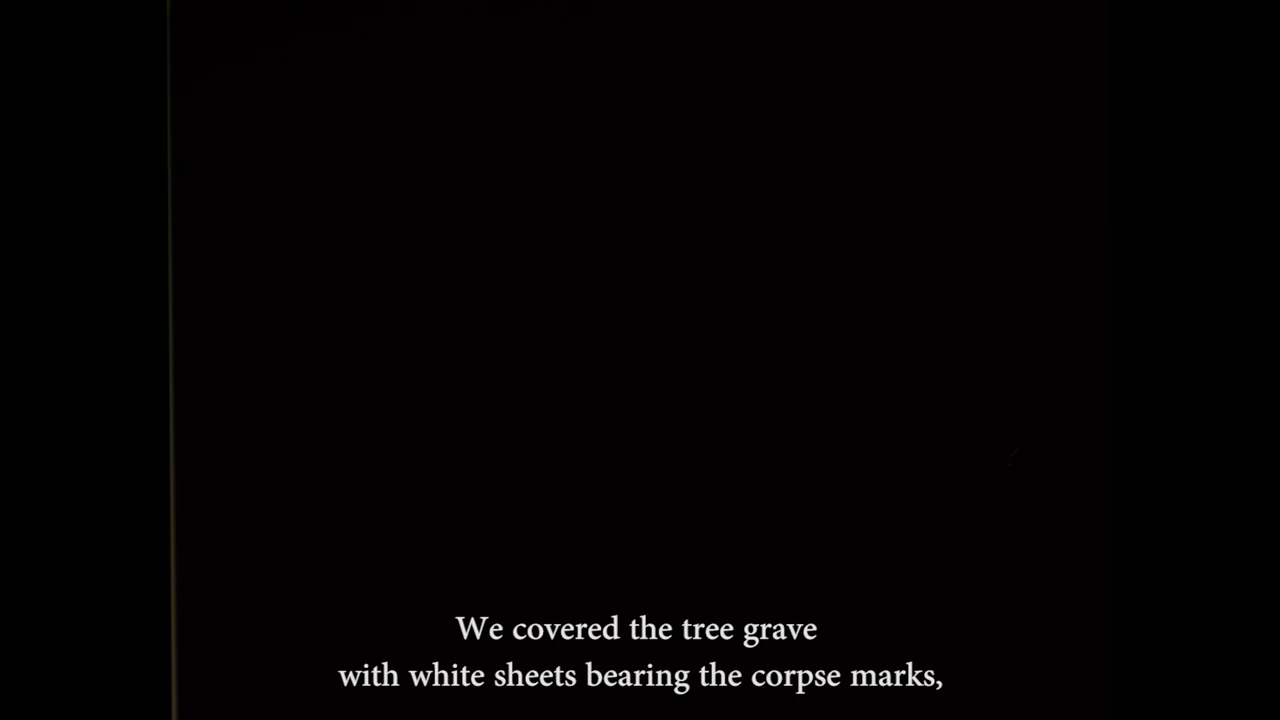 We covered the tree grave
with white sheets bearing the corpse marks,